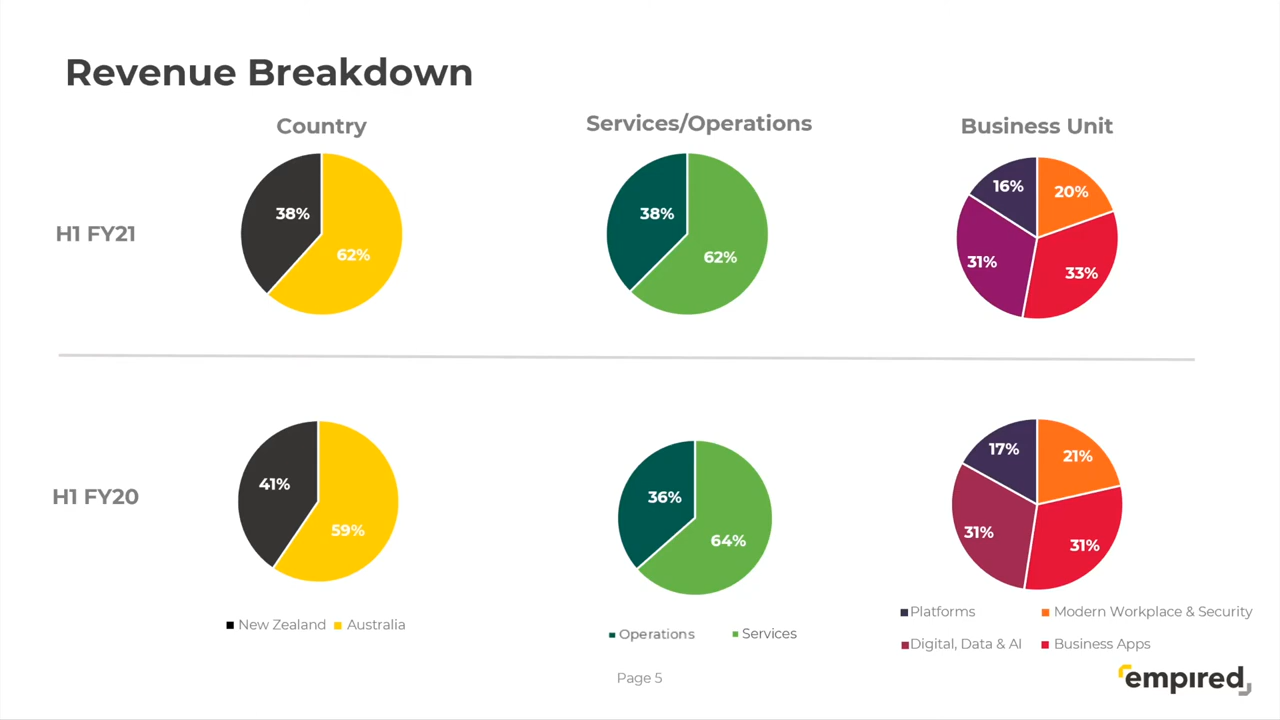 Revenue Breakdown
Country
Services/Operations
Business Unit
H1 FY21
38%
62%
38%
62%
16%
20%
31%
33%
H1 FY20
41%
59%
36%
64%
17%
21%
31%
31%
New Zealand
Australia
Operations
Services
Platforms
Modern Workplace & Security
Digital, Data & AI
Business Apps
Page 5
empired